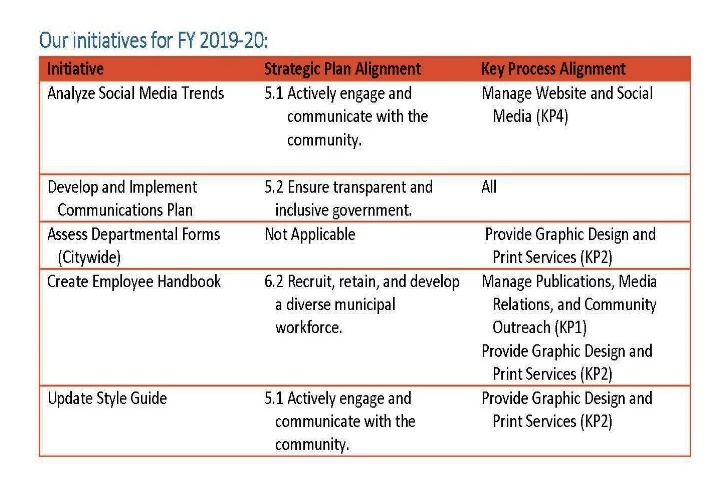 Our initiatives for FY 2019-20:
Initiative Strategic Plan Alignment Key Process Alignment
Analyze Social Media Trends 5.1 Actively engage and Manage Website and Social
communicate with the Media (KP4)
community.
Develop and Implement 5.2 Ensure transparent and All
Communications Plan inclusive government.
Assess Departmental Forms Not Applicable Provide Graphic Design and
(Citywide) Print Services (KP2)
Create Employee Handbook 6.2 Recruit, retain, and develop Manage Publications, Media
a diverse municipal Relations, and Community
workforce. Outreach (KP1)
Provide Graphic Design and
Print Services (KP2)
Update Style Guide 5.1 Actively engage and Provide Graphic Design and
communicate with the Print Services (KP2)
community.